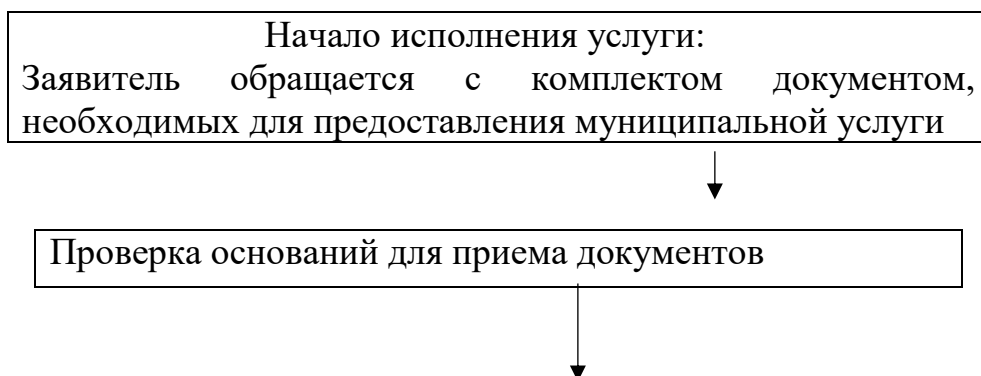 Начало исполнения услуги:
Заявитель обращается с комплектом документом,
необходимых для предоставления муниципальной услуги
Проверка оснований для приема документов